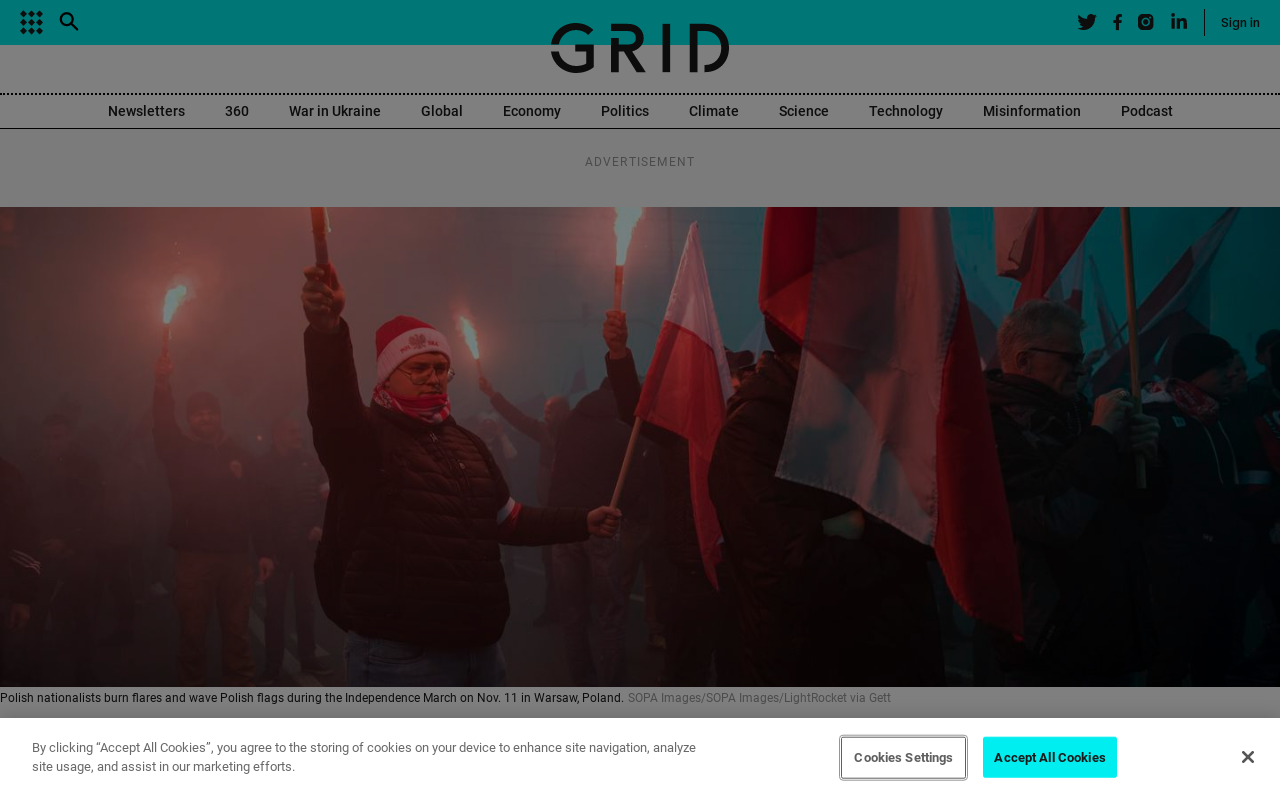 Sign in
GRID
Newsletters 360 War in Ukraine Global Economy Politics Climate Science Technology Misinformation Podcast
ADVERTISEMENT
Polish nationalists burn flares and wave Polish flags during the Independence March on Nov. 11 in Warsaw, Poland. SOPA Images/SOPA Images/LightRocket via Gett
By clicking “Accept All Cookies”, you agree to the storing of cookies on your device to enhance site navigation, analyze
site usage, and assist in our marketing efforts.
Cookies Settings
Accept All Cookies